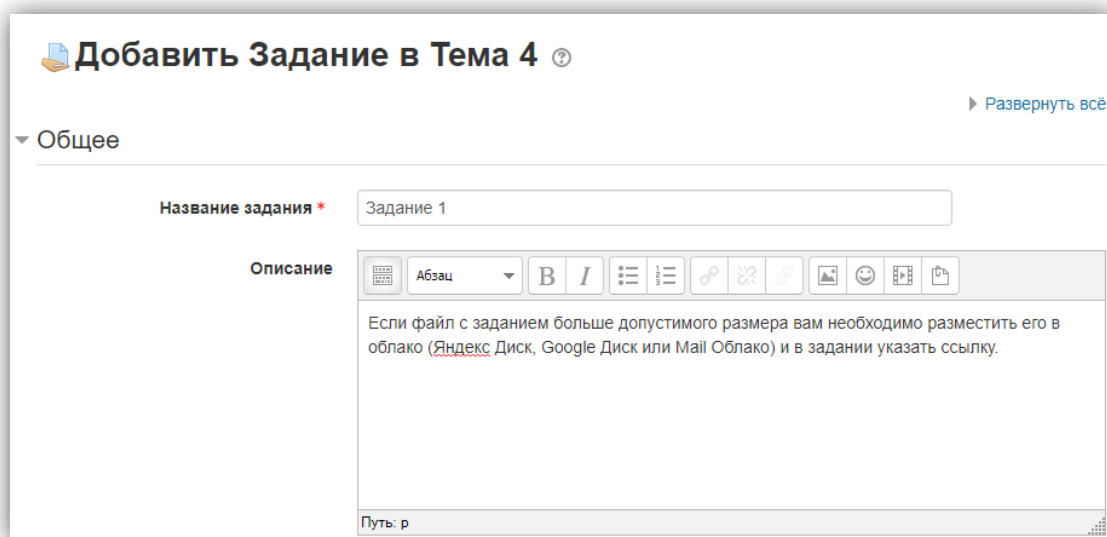 Добавить Задание в Тема 4
Развернуть всё
Общее
Название задания *
Задание 1
Описание
Абзац
B I
Если файл с заданием больше допустимого размера вам необходимо разместить его в
облако (Яндекс Диск, Google Диск или Mail Облако) и в задании указать ссылку.
Путь: p